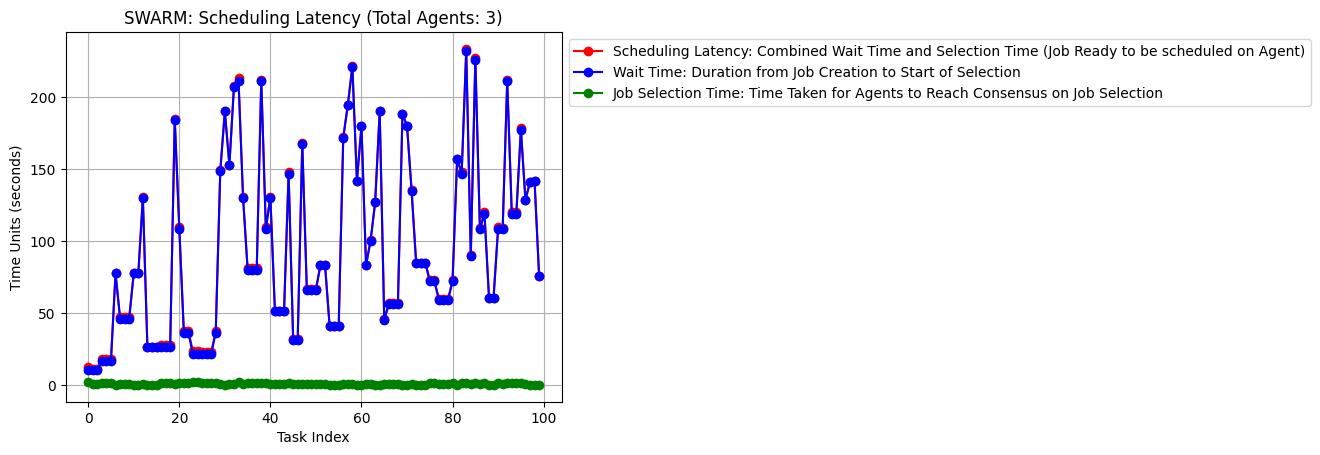 SWARM: Scheduling Latency (Total Agents: 3)
Scheduling Latency: Combined Wait Time and Selection Time (Job Ready to be scheduled on Agent)
Wait Time: Duration from Job Creation to Start of Selection
Job Selection Time: Time Taken for Agents to Reach Consensus on Job Selection
Time Units (seconds)
200
150
100
50
0
0 20 40 60 80 100
Task Index